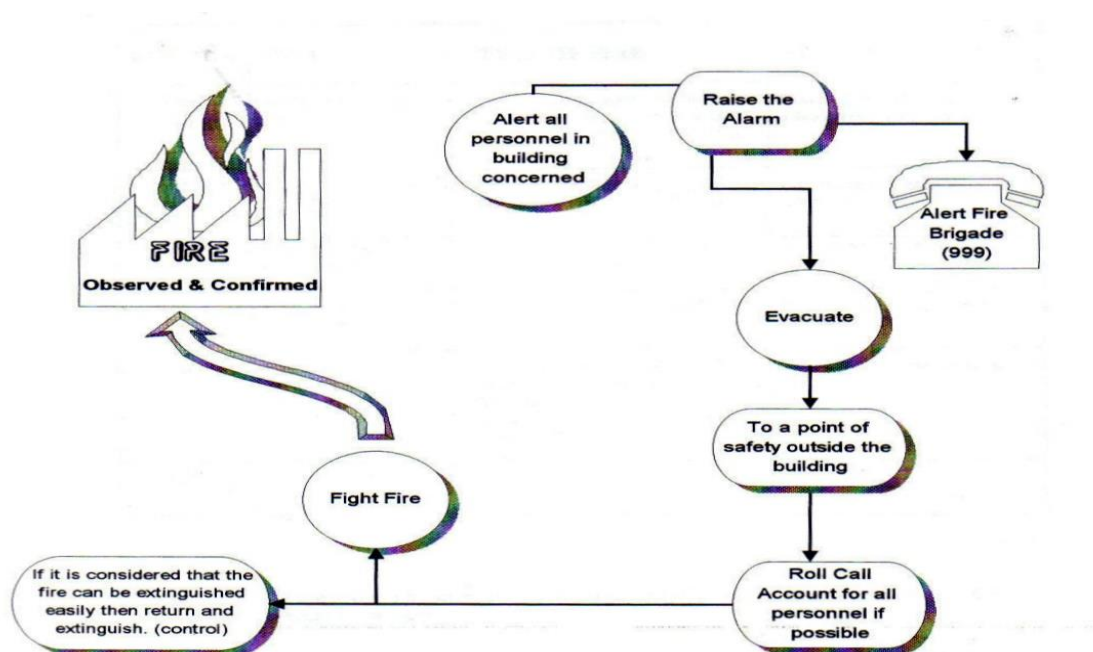 FIRE
Observed & Confirmed
Alert all
personnel in
building
concerned
Raise the
Alarm
Alert Fire
Brigade
(999)
Evacuate
To a point of
safety outside the
building
Roll Call
Account for all
personnel if
possible
Fight Fire
If it is considered that the
fire can be extinguished
easily then return and
extinguish. (control)